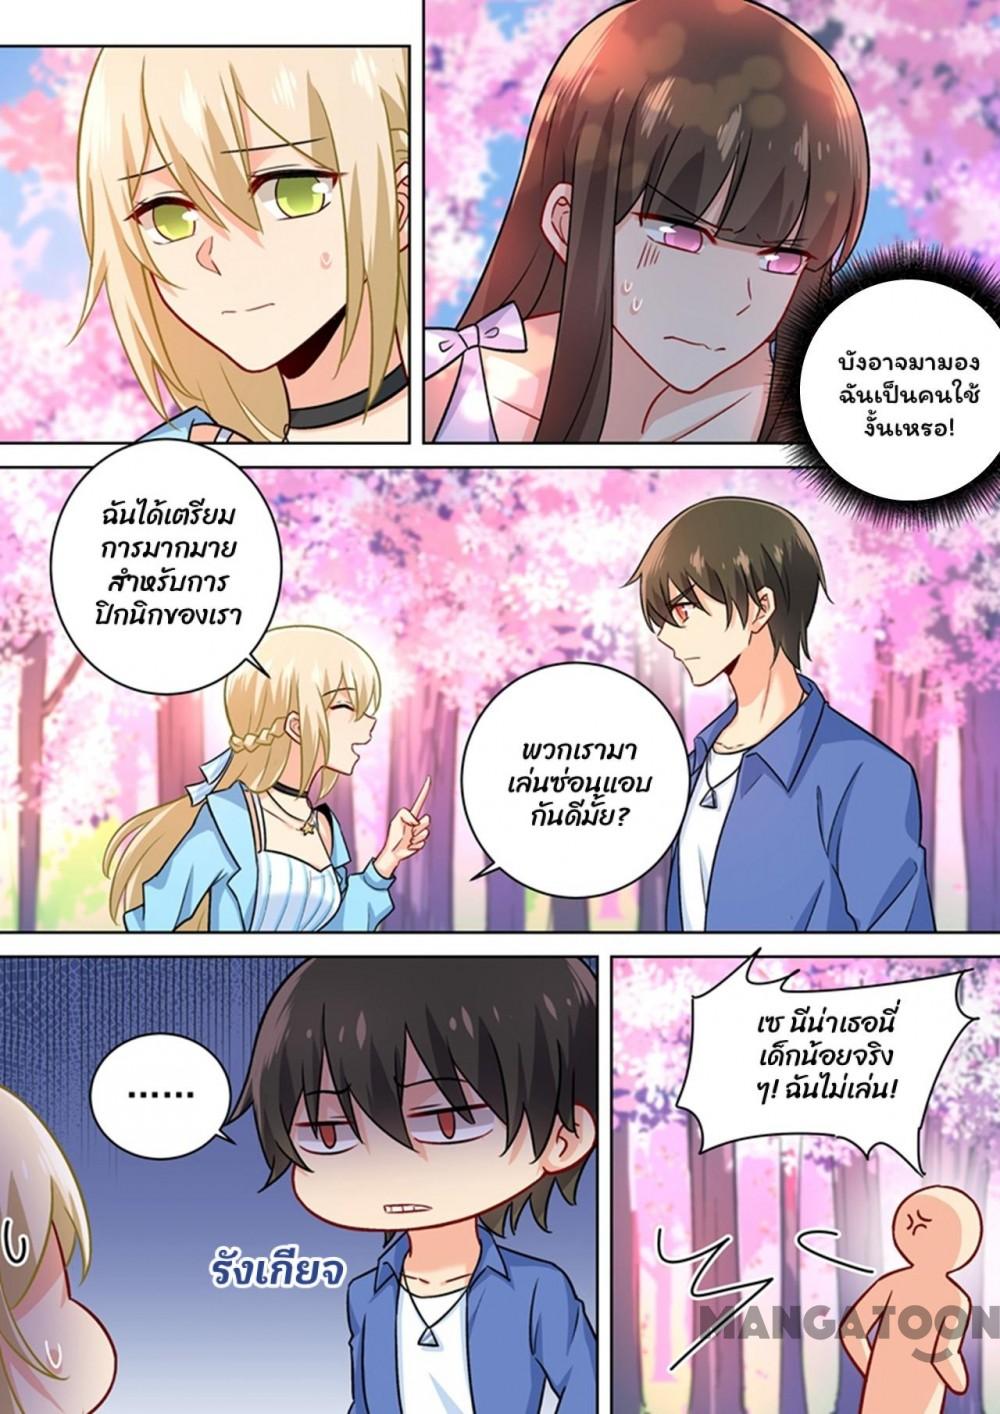 บังอาจมามอง
ฉันเป็นคนใช้
งั้นเหรอ!
ฉันได้เตรียม
การมากมาย
สำหรับการ
ปิกนิกของเรา
พวกเรามา
เล่นซ่อนแอบ
กันดีมั้ย?
......
รังเกียจ
เซ นีน่าเธอนี่
เด็กน้อยจริง
ๆ! ฉันไม่เล่น!
MANGATOON